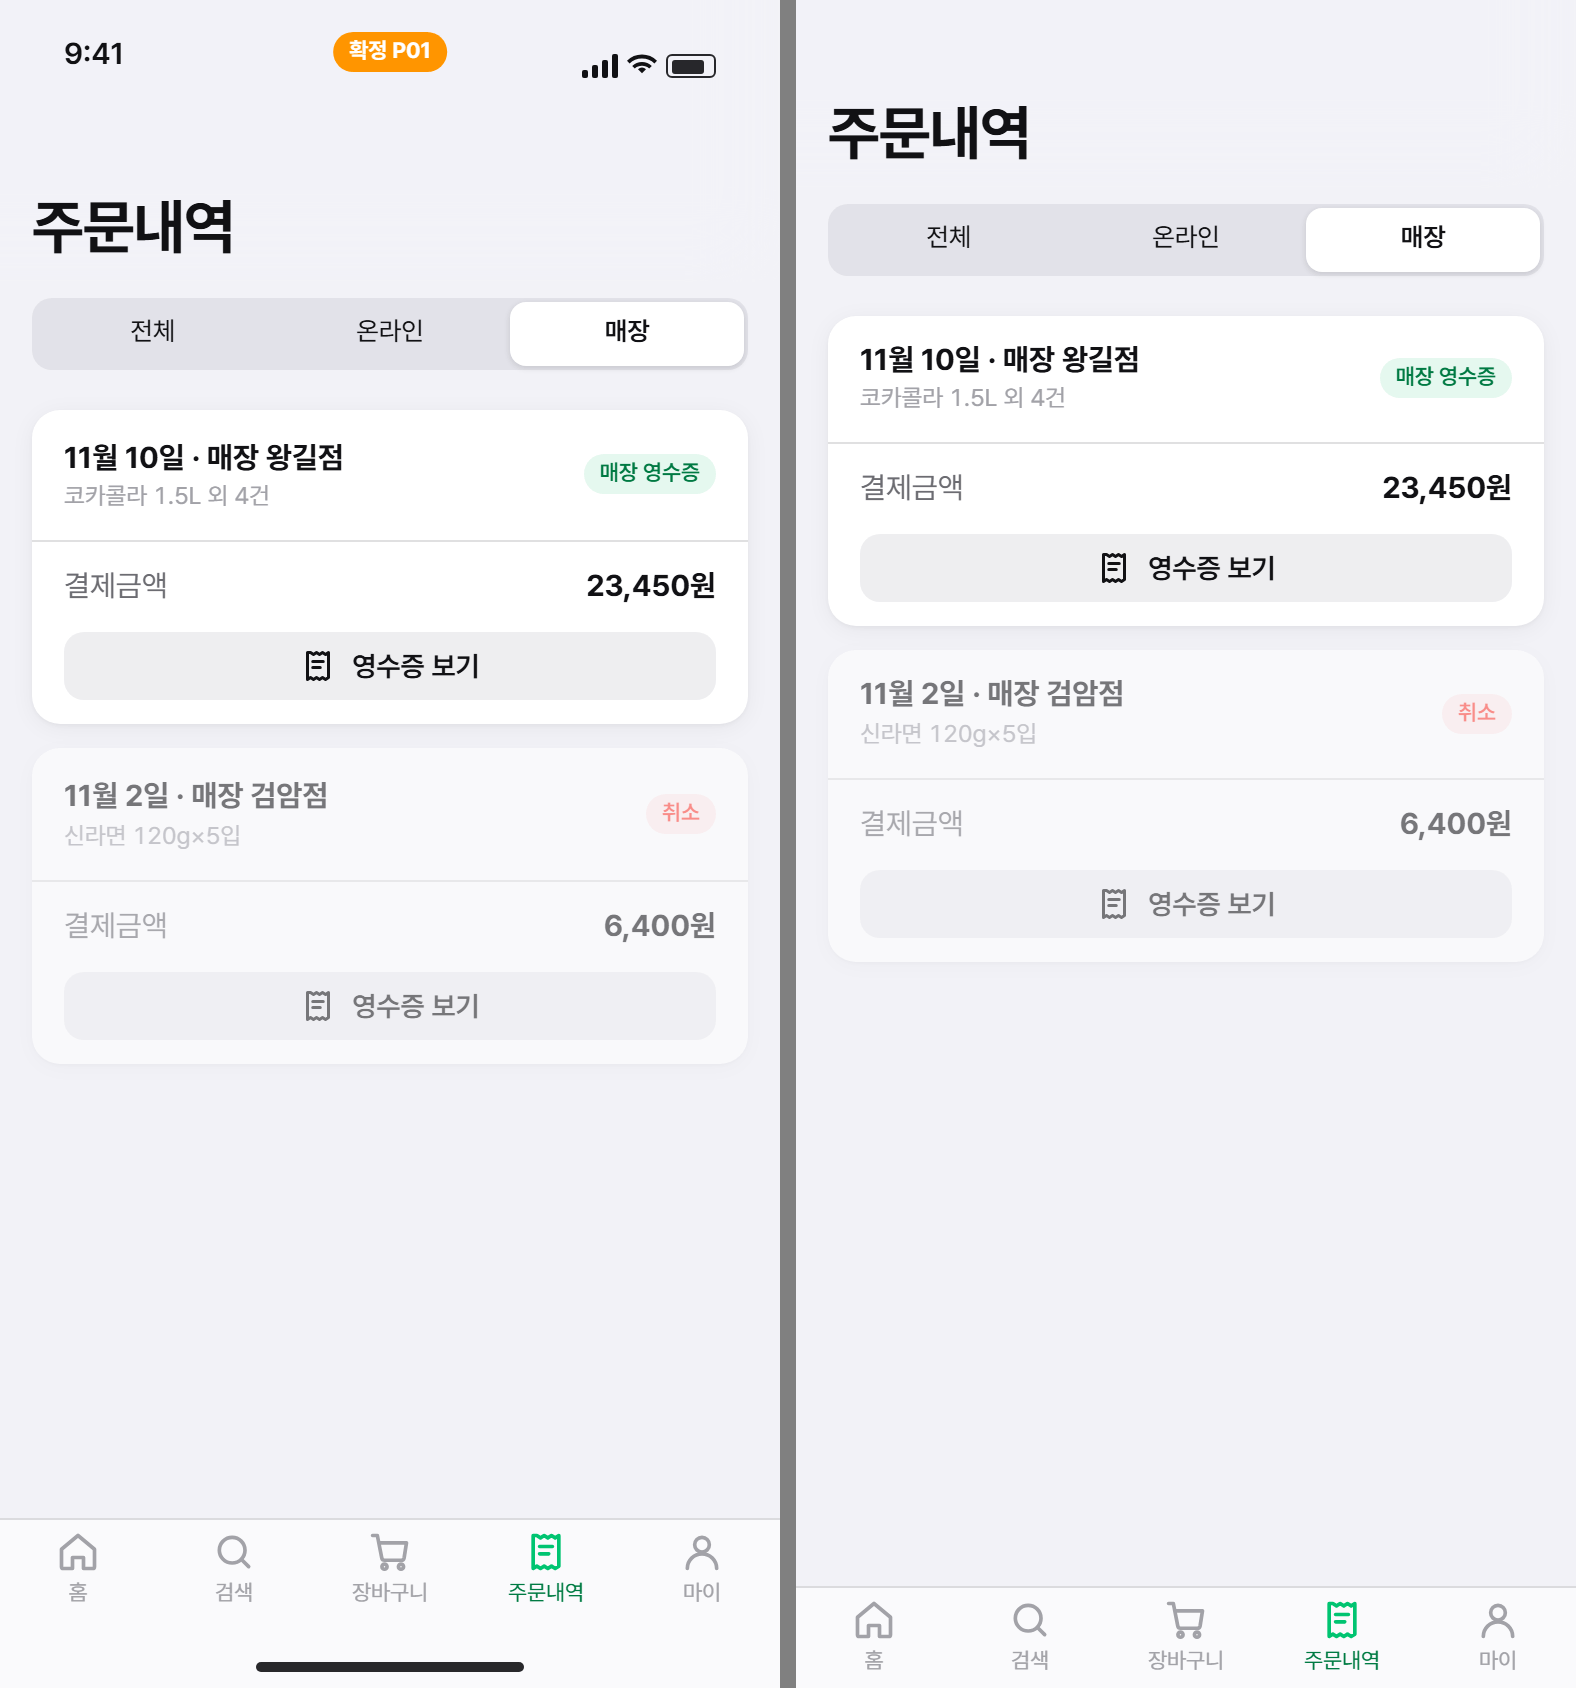 9:41
확정 P01
주문내역
전체 온라인 매장
11월 10일 · 매장 왕길점
매장 영수증
코카콜라 1.5L 외 4건
결제금액 23,450원
영수증 보기
11월 2일 · 매장 검암점
취소
신라면 120g×5입
결제금액 6,400원
영수증 보기
홈 검색 장바구니 주문내역 마이
주문내역
전체 온라인 매장
11월 10일 · 매장 왕길점
매장 영수증
코카콜라 1.5L 외 4건
결제금액 23,450원
영수증 보기
11월 2일 · 매장 검암점
취소
신라면 120g×5입
결제금액 6,400원
영수증 보기
홈 검색 장바구니 주문내역 마이